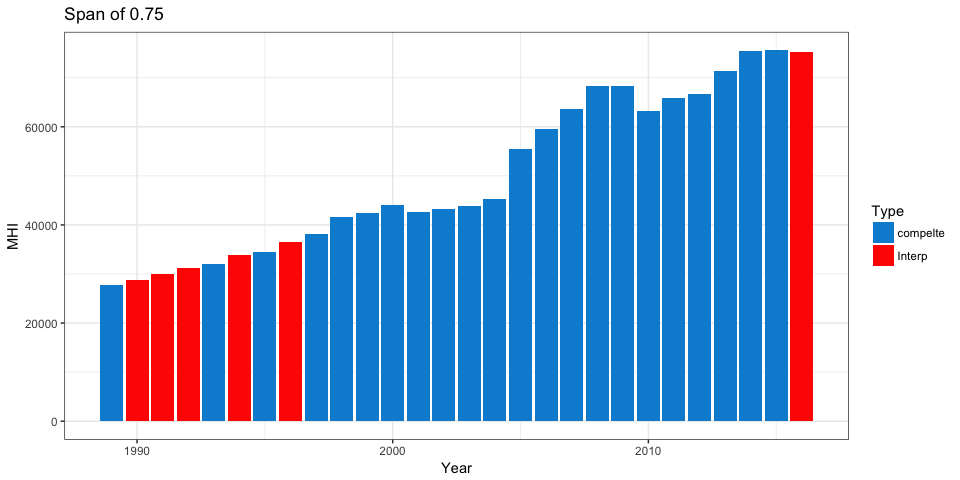 Span of 0.75
MHI
60000
40000
20000
0
1990
2000
2010
Year
Type
compelte
Interp